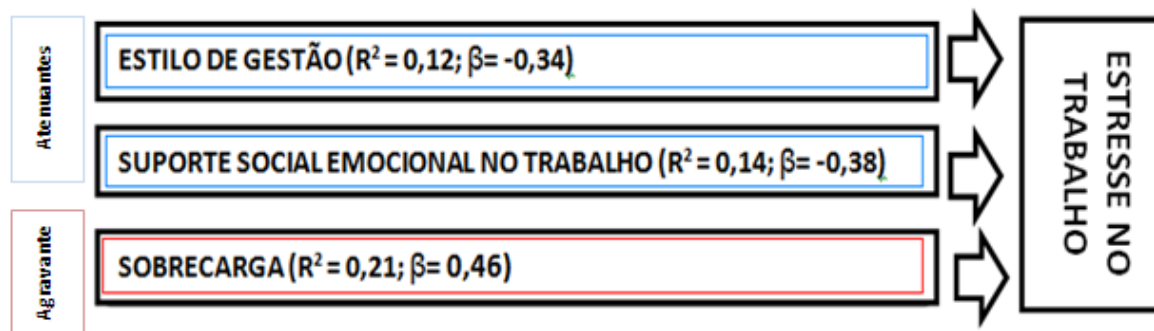 Atenuantes
ESTILO DE GESTÃO (R² = 0,12; β= -0,34)
SUPORTE SOCIAL EMOCIONAL NO TRABALHO (R² = 0,14; β= -0,38)
Agravante
SOBRECARGA (R² = 0,21; β= 0,46)
ESTRESSE NO
TRABALHO